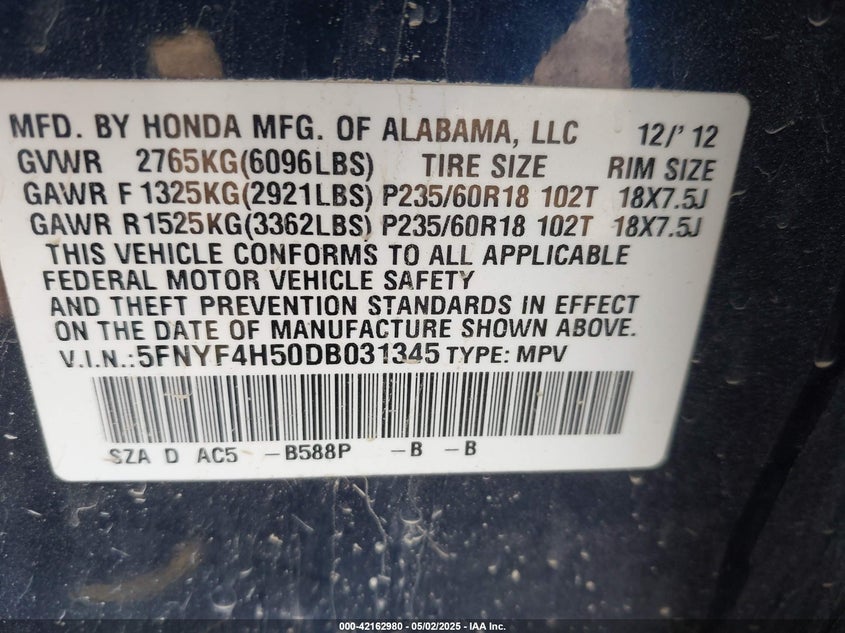 MFD. BY HONDA MFG. OF ALABAMA, LLC 12/'12
GVWR 2765KG(6096LBS) TIRE SIZE RIM SIZE
GAWR F 1325KG(2921LBS) P235/60R18 102T 18X7.5J
GAWR R1525KG(3362LBS) P235/60R18 102T 18X7.5J
THIS VEHICLE CONFORMS TO ALL APPLICABLE
FEDERAL MOTOR VEHICLE SAFETY
AND THEFT PREVENTION STANDARDS IN EFFECT
ON THE DATE OF MANUFACTURE SHOWN ABOVE.
V.I.N.:5FNYF4H50DB031345 TYPE: MPV
SZA D AC5 -B588P -B -B
000-42162980 - 05/02/2025 - IAA Inc.